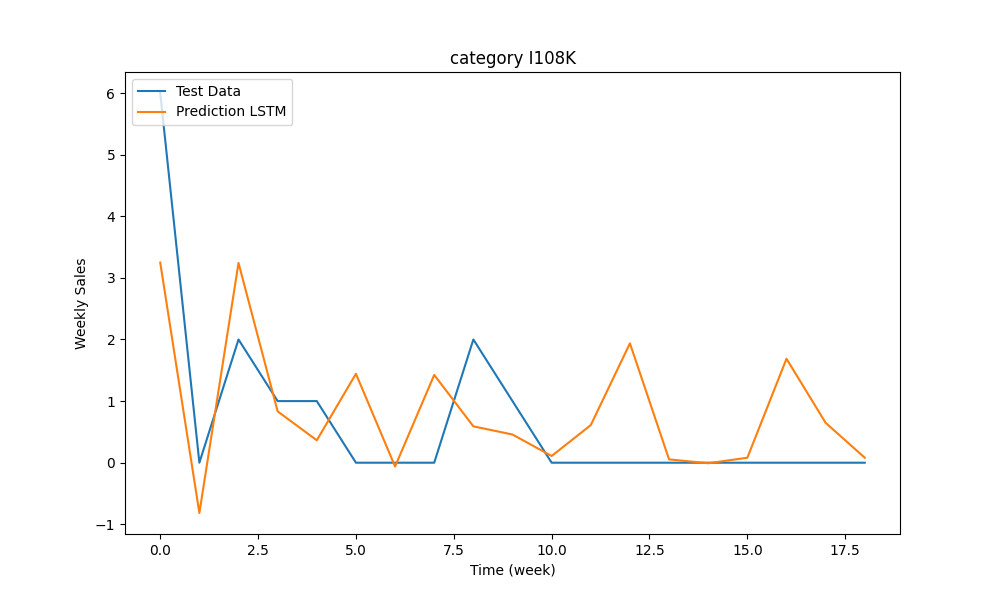 category I108K
Test Data
Prediction LSTM
6
5
4
3
2
1
0
−1
Weekly Sales
0.0 2.5 5.0 7.5 10.0 12.5 15.0 17.5
Time (week)